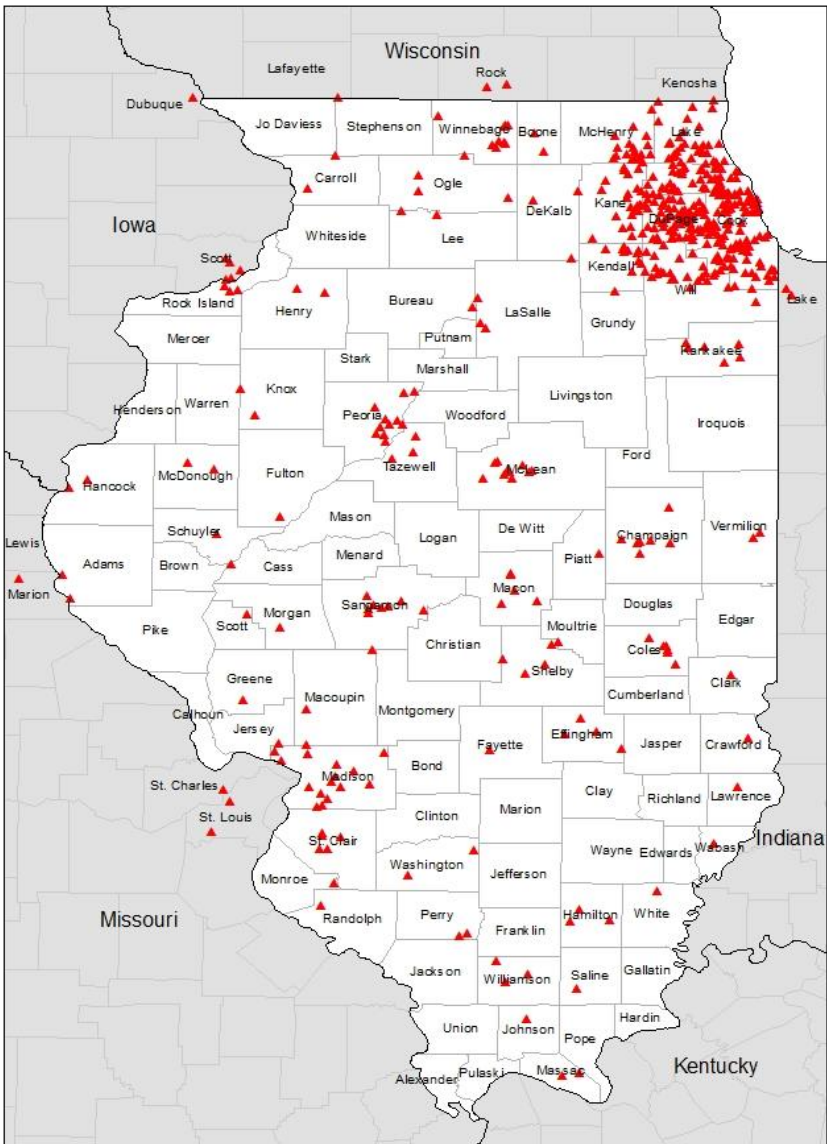 Wisconsin
Lafayette
Rock
Kenosha
Dubuque
Jo Daviess
Stephenson
Winnebago
Boone
McHenry
Lake
Carroll
Ogle
DeKalb
Kane
DuPage
Cook
Iowa
Whiteside
Lee
Scott
Kendall
Will
Rock Island
Henry
Bureau
LaSalle
Grundy
Lake
Mercer
Putnam
Kankakee
Stark
Marshall
Henderson
Warren
Knox
Peoria
Woodford
Livingston
Iroquois
Ford
Hancock
McDonough
Fulton
Tazewell
McLean
Mason
Schuyler
Logan
De Witt
Champaign
Vermilion
Lewis
Adams
Brown
Cass
Menard
Piatt
Marion
Macon
Scott
Morgan
Sangamon
Douglas
Edgar
Pike
Christian
Moultrie
Coles
Shelby
Greene
Macoupin
Cumberland
Clark
Calhoun
Montgomery
Jersey
Fayette
Effingham
Jasper
Crawford
Bond
Madison
St. Charles
Clay
Richland
Lawrence
St. Louis
Clinton
Marion
Indiana
St. Clair
Wayne
Edwards
Wabash
Washington
Jefferson
Monroe
Missouri
Randolph
Perry
Hamilton
White
Franklin
Jackson
Williamson
Saline
Gallatin
Hardin
Union
Johnson
Pope
Kentucky
Alexander
Pulaski
Massac